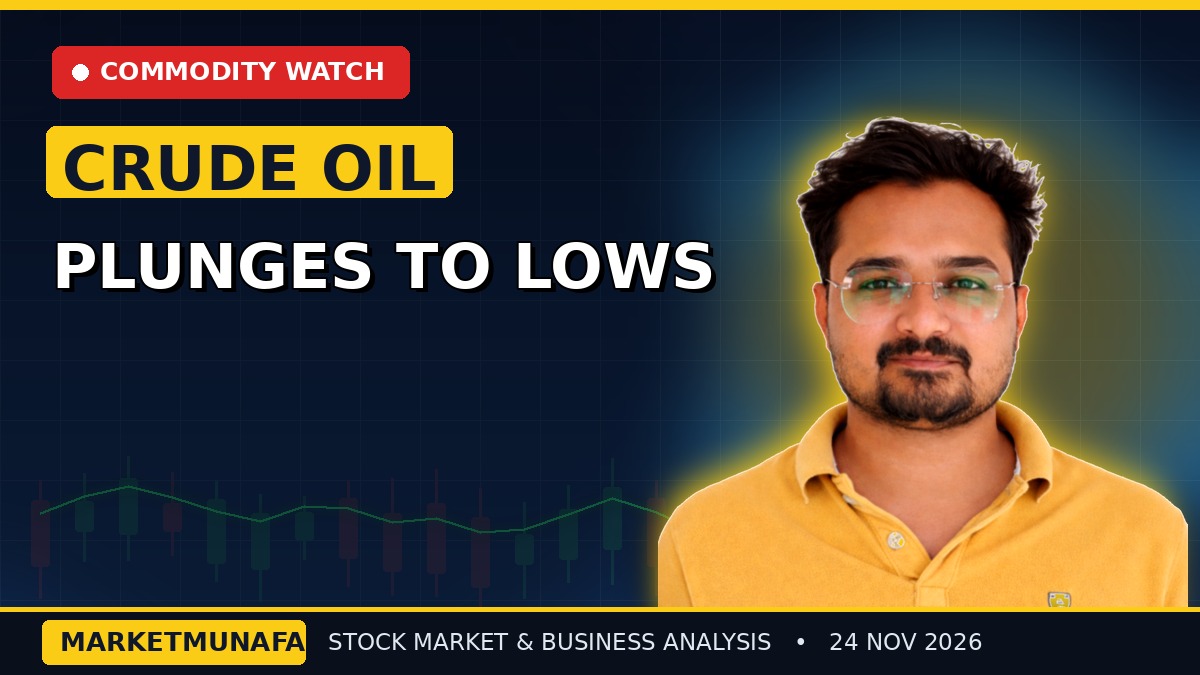 COMMODITY WATCH
CRUDE OIL
PLUNGES TO LOWS
MARKETMUNAFA STOCK MARKET & BUSINESS ANALYSIS • 24 NOV 2026